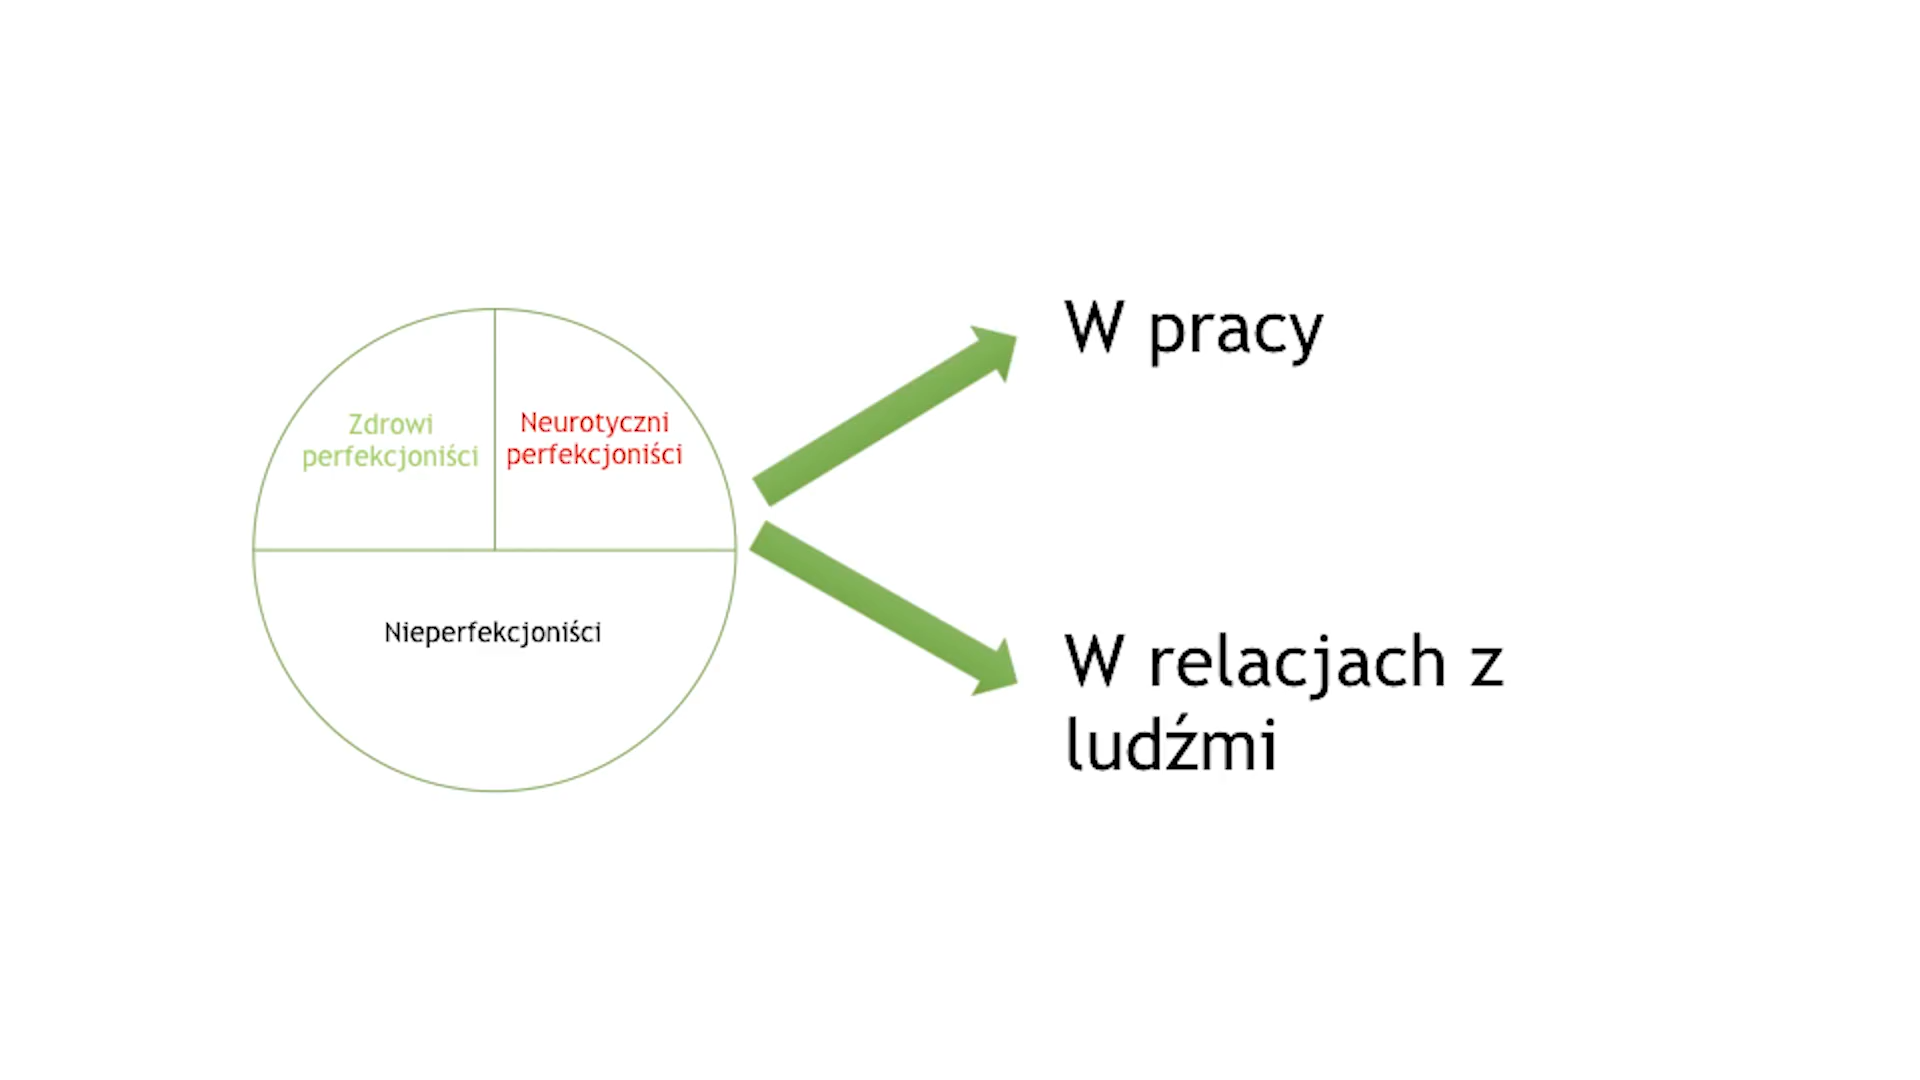 Zdrowi
perfekcjoniści
Neurotyczni
perfekcjoniści
Nieperfekcjoniści
W pracy
W relacjach z
ludźmi